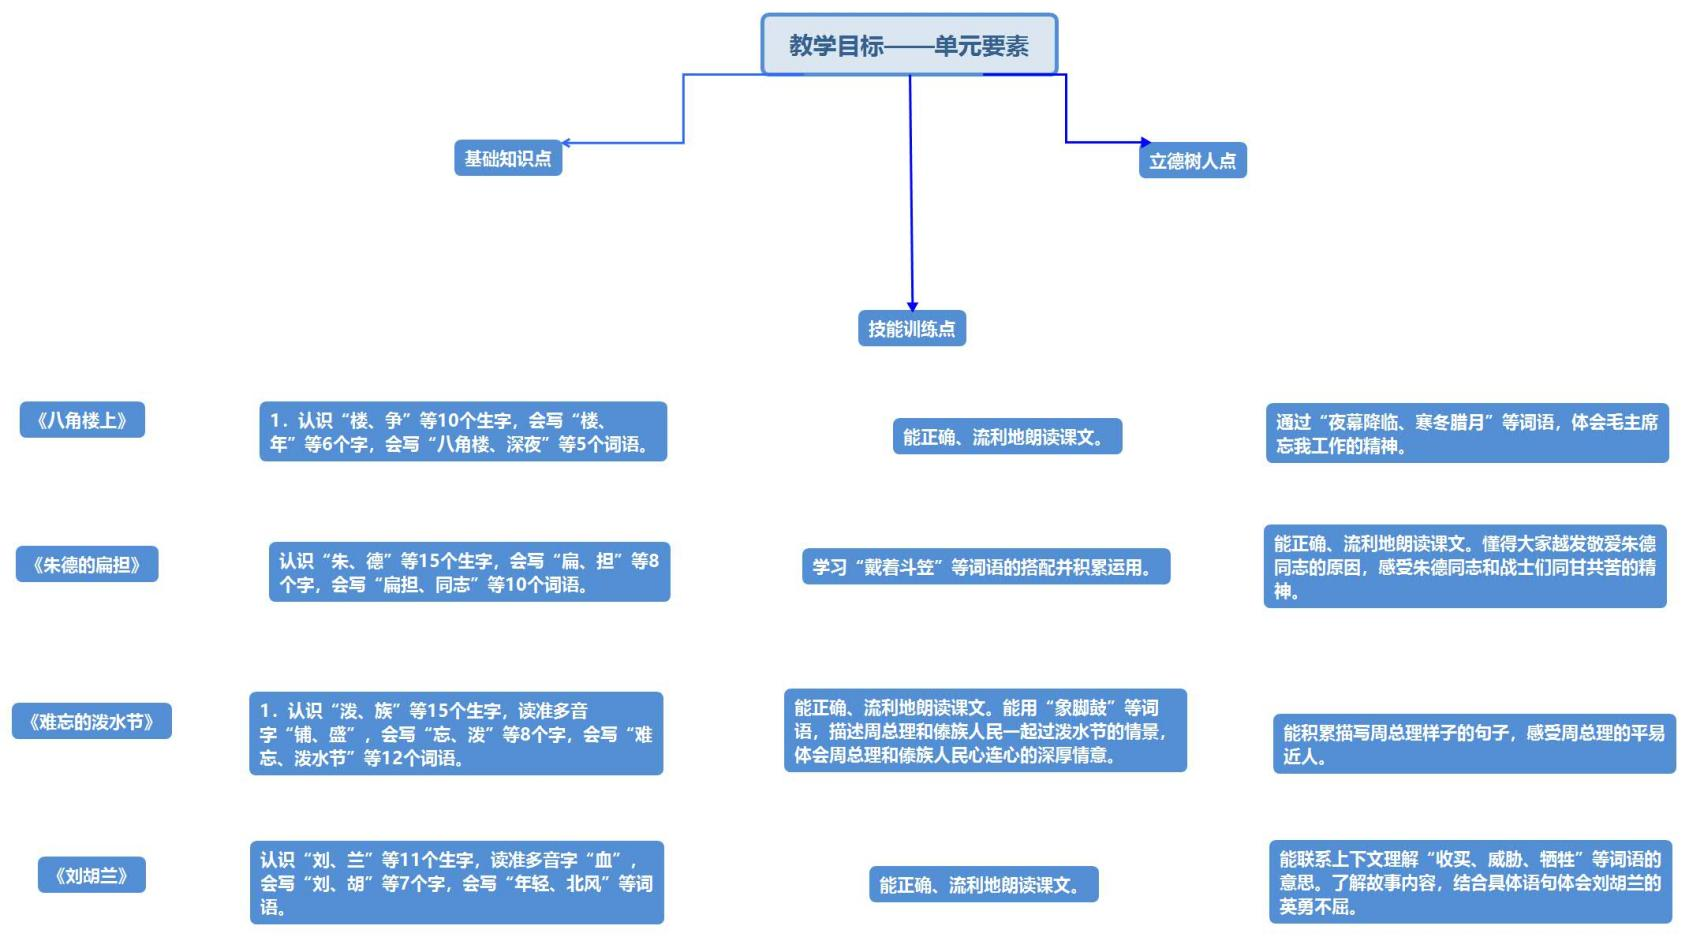 教学目标——单元要素
基础知识点
立德树人点
技能训练点
《八角楼上》
1. 认识“楼、争”等10个生字，会写“楼、
年”等6个字，会写“八角楼、深夜”等5个词语。
能正确、流利地朗读课文。
通过“夜幕降临、寒冬腊月”等词语，体会毛主席
忘我工作的精神。
《朱德的扁担》
认识“朱、德”等15个生字，会写“扁、担”等8
个字，会写“扁担、同志”等10个词语。
学习“戴着斗笠”等词语的搭配并积累运用。
能正确、流利地朗读课文。懂得大家越发敬爱朱德
同志的原因，感受朱德同志和战士们同甘共苦的精
神。
《难忘的泼水节》
1. 认识“泼、族”等15个生字，读准多音
字“铺、盛”，会写“忘、泼”等8个字，会写“难
忘、泼水节”等12个词语。
能正确、流利地朗读课文。能用“象脚鼓”等词
语，描述周总理和傣族人民一起过泼水节的情景，
体会周总理和傣族人民心连心的深厚情意。
能积累描写周总理样子的句子，感受周总理的平易
近人。
《刘胡兰》
认识“刘、兰”等11个生字，读准多音字“血”，
会写“刘、胡”等7个字，会写“年轻、北风”等词
语。
能正确、流利地朗读课文。
能联系上下文理解“收买、威胁、牺牲”等词语的
意思。了解故事内容，结合具体语句体会刘胡兰的
英勇不屈。